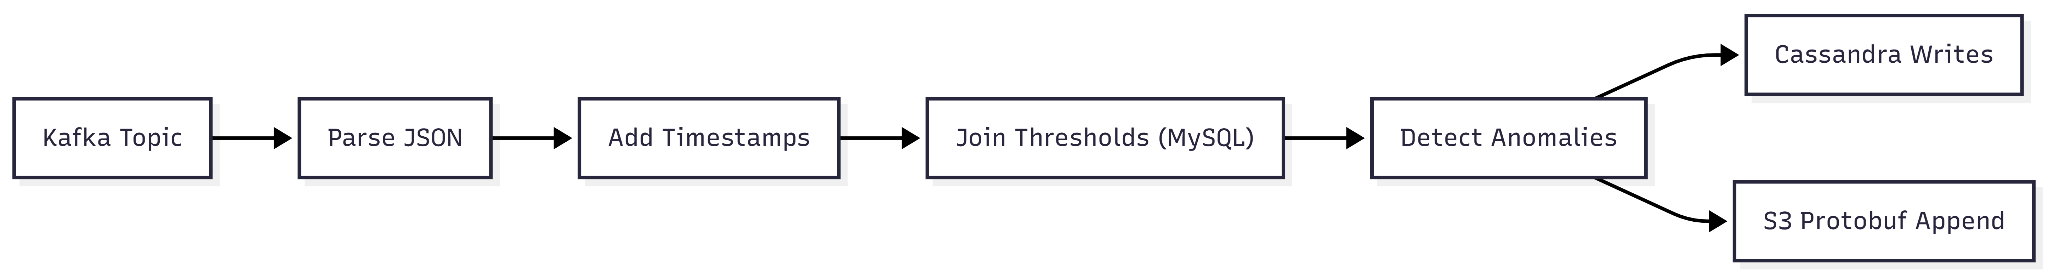 Kafka Topic
Parse JSON
Add Timestamps
Join Thresholds (MySQL)
Detect Anomalies
Cassandra Writes
S3 Protobuf Append